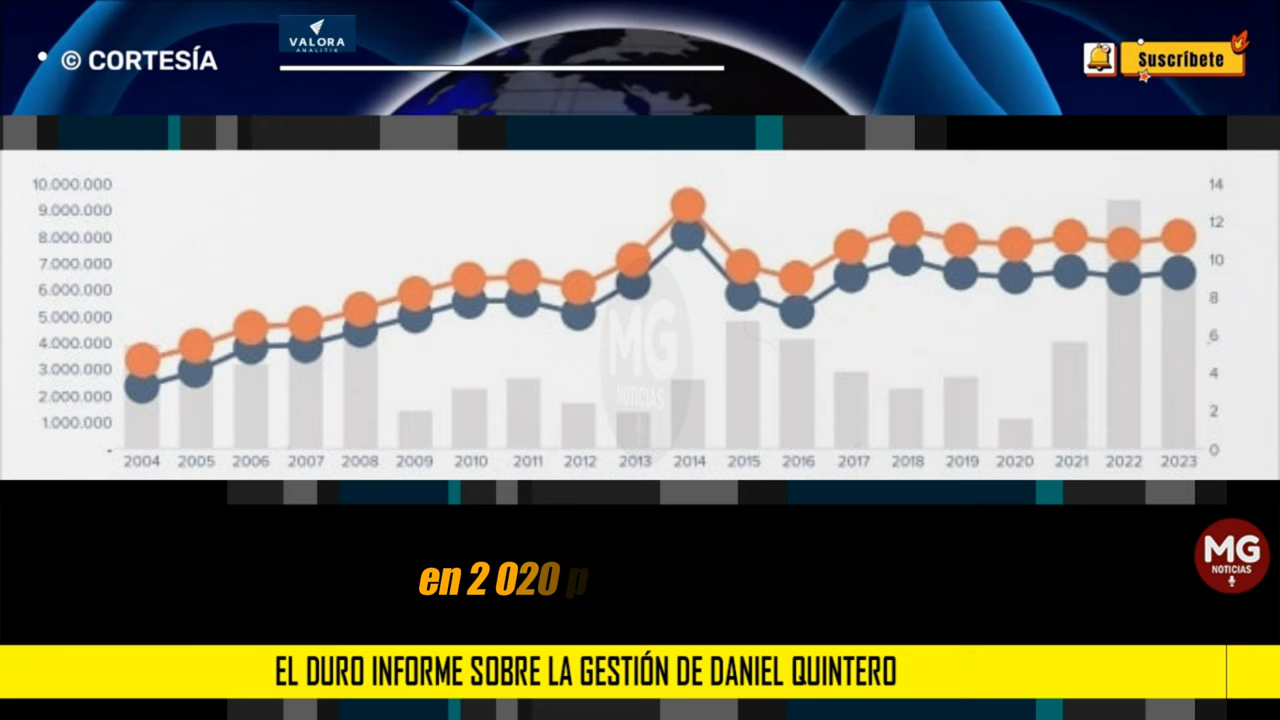 © CORTESÍA
VALORA
ANALITIK
Suscríbete
10.000.000
9.000.000
8.000.000
7.000.000
6.000.000
5.000.000
4.000.000
3.000.000
2.000.000
1.000.000
-
14
12
10
8
6
4
2
0
2004 2005 2006 2007 2008 2009 2010 2011 2012 2013 2014 2015 2016 2017 2018 2019 2020 2021 2022 2023
MG
NOTICIAS
en 2 020 p
MG
NOTICIAS
EL DURO INFORME SOBRE LA GESTIÓN DE DANIEL QUINTERO